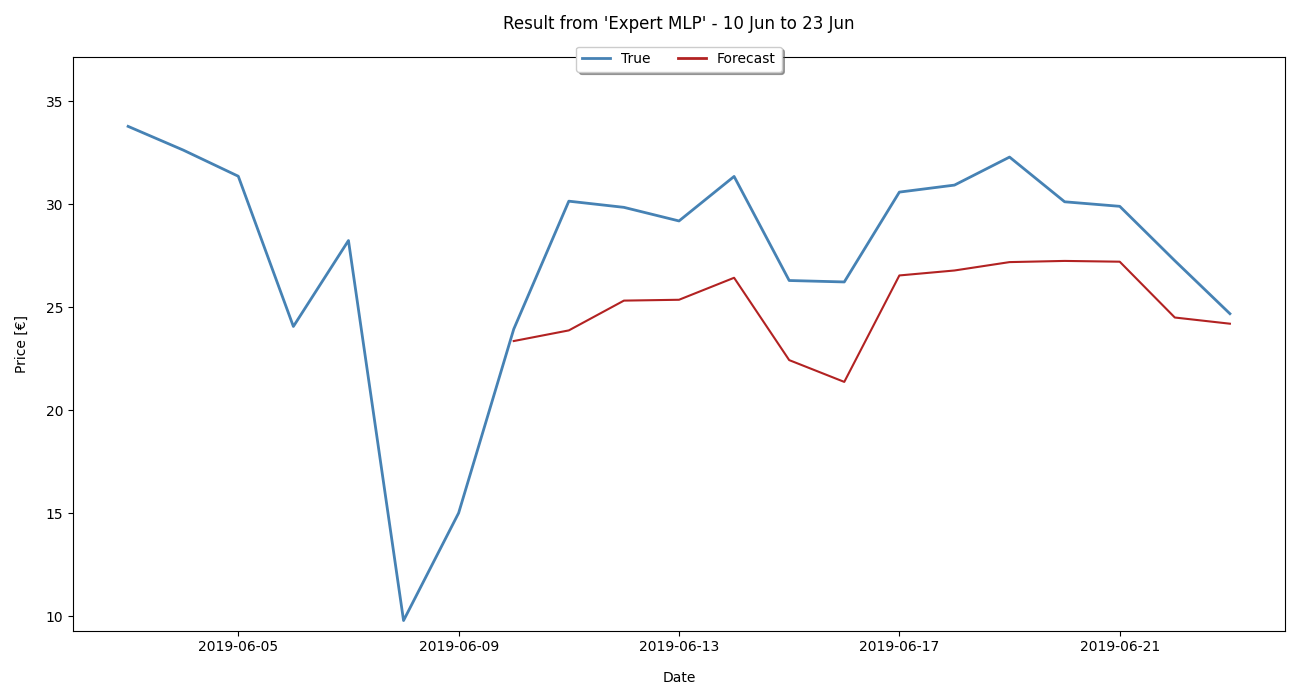 Result from 'Expert MLP' - 10 Jun to 23 Jun
True
Forecast
Price [€]
35
30
25
20
15
10
2019-06-05
2019-06-09
2019-06-13
2019-06-17
2019-06-21
Date